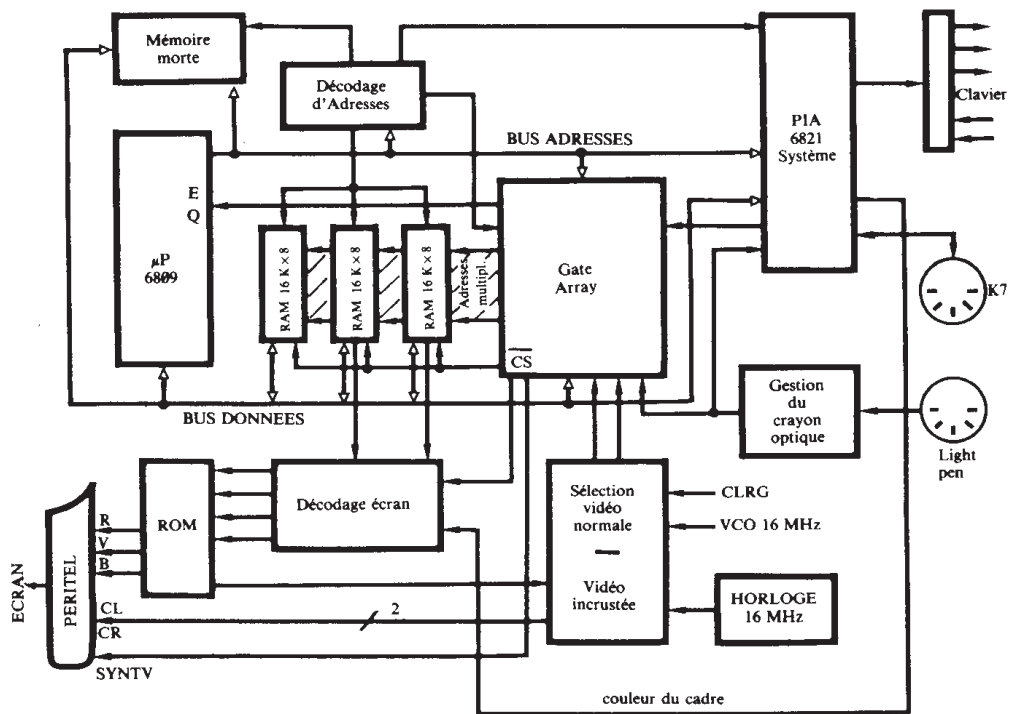 Mémoire
morte
Décodage
d'Adresses
PIA
6821
Système
Clavier
BUS ADRESSES
E
Q
µP
6809
RAM 16 K × 8
RAM 16 K × 8
RAM 16 K × 8
Adresses
multipl.
Gate
Array
CS
K7
BUS DONNEES
Gestion
du
crayon
optique
Light
pen
ROM
Décodage écran
Sélection
vidéo
normale
Vidéo
incrustée
CLRG
VCO 16 MHz
HORLOGE
16 MHz
ECRAN
PERITEL
R
V
B
CL
CR
2
SYNTV
couleur du cadre